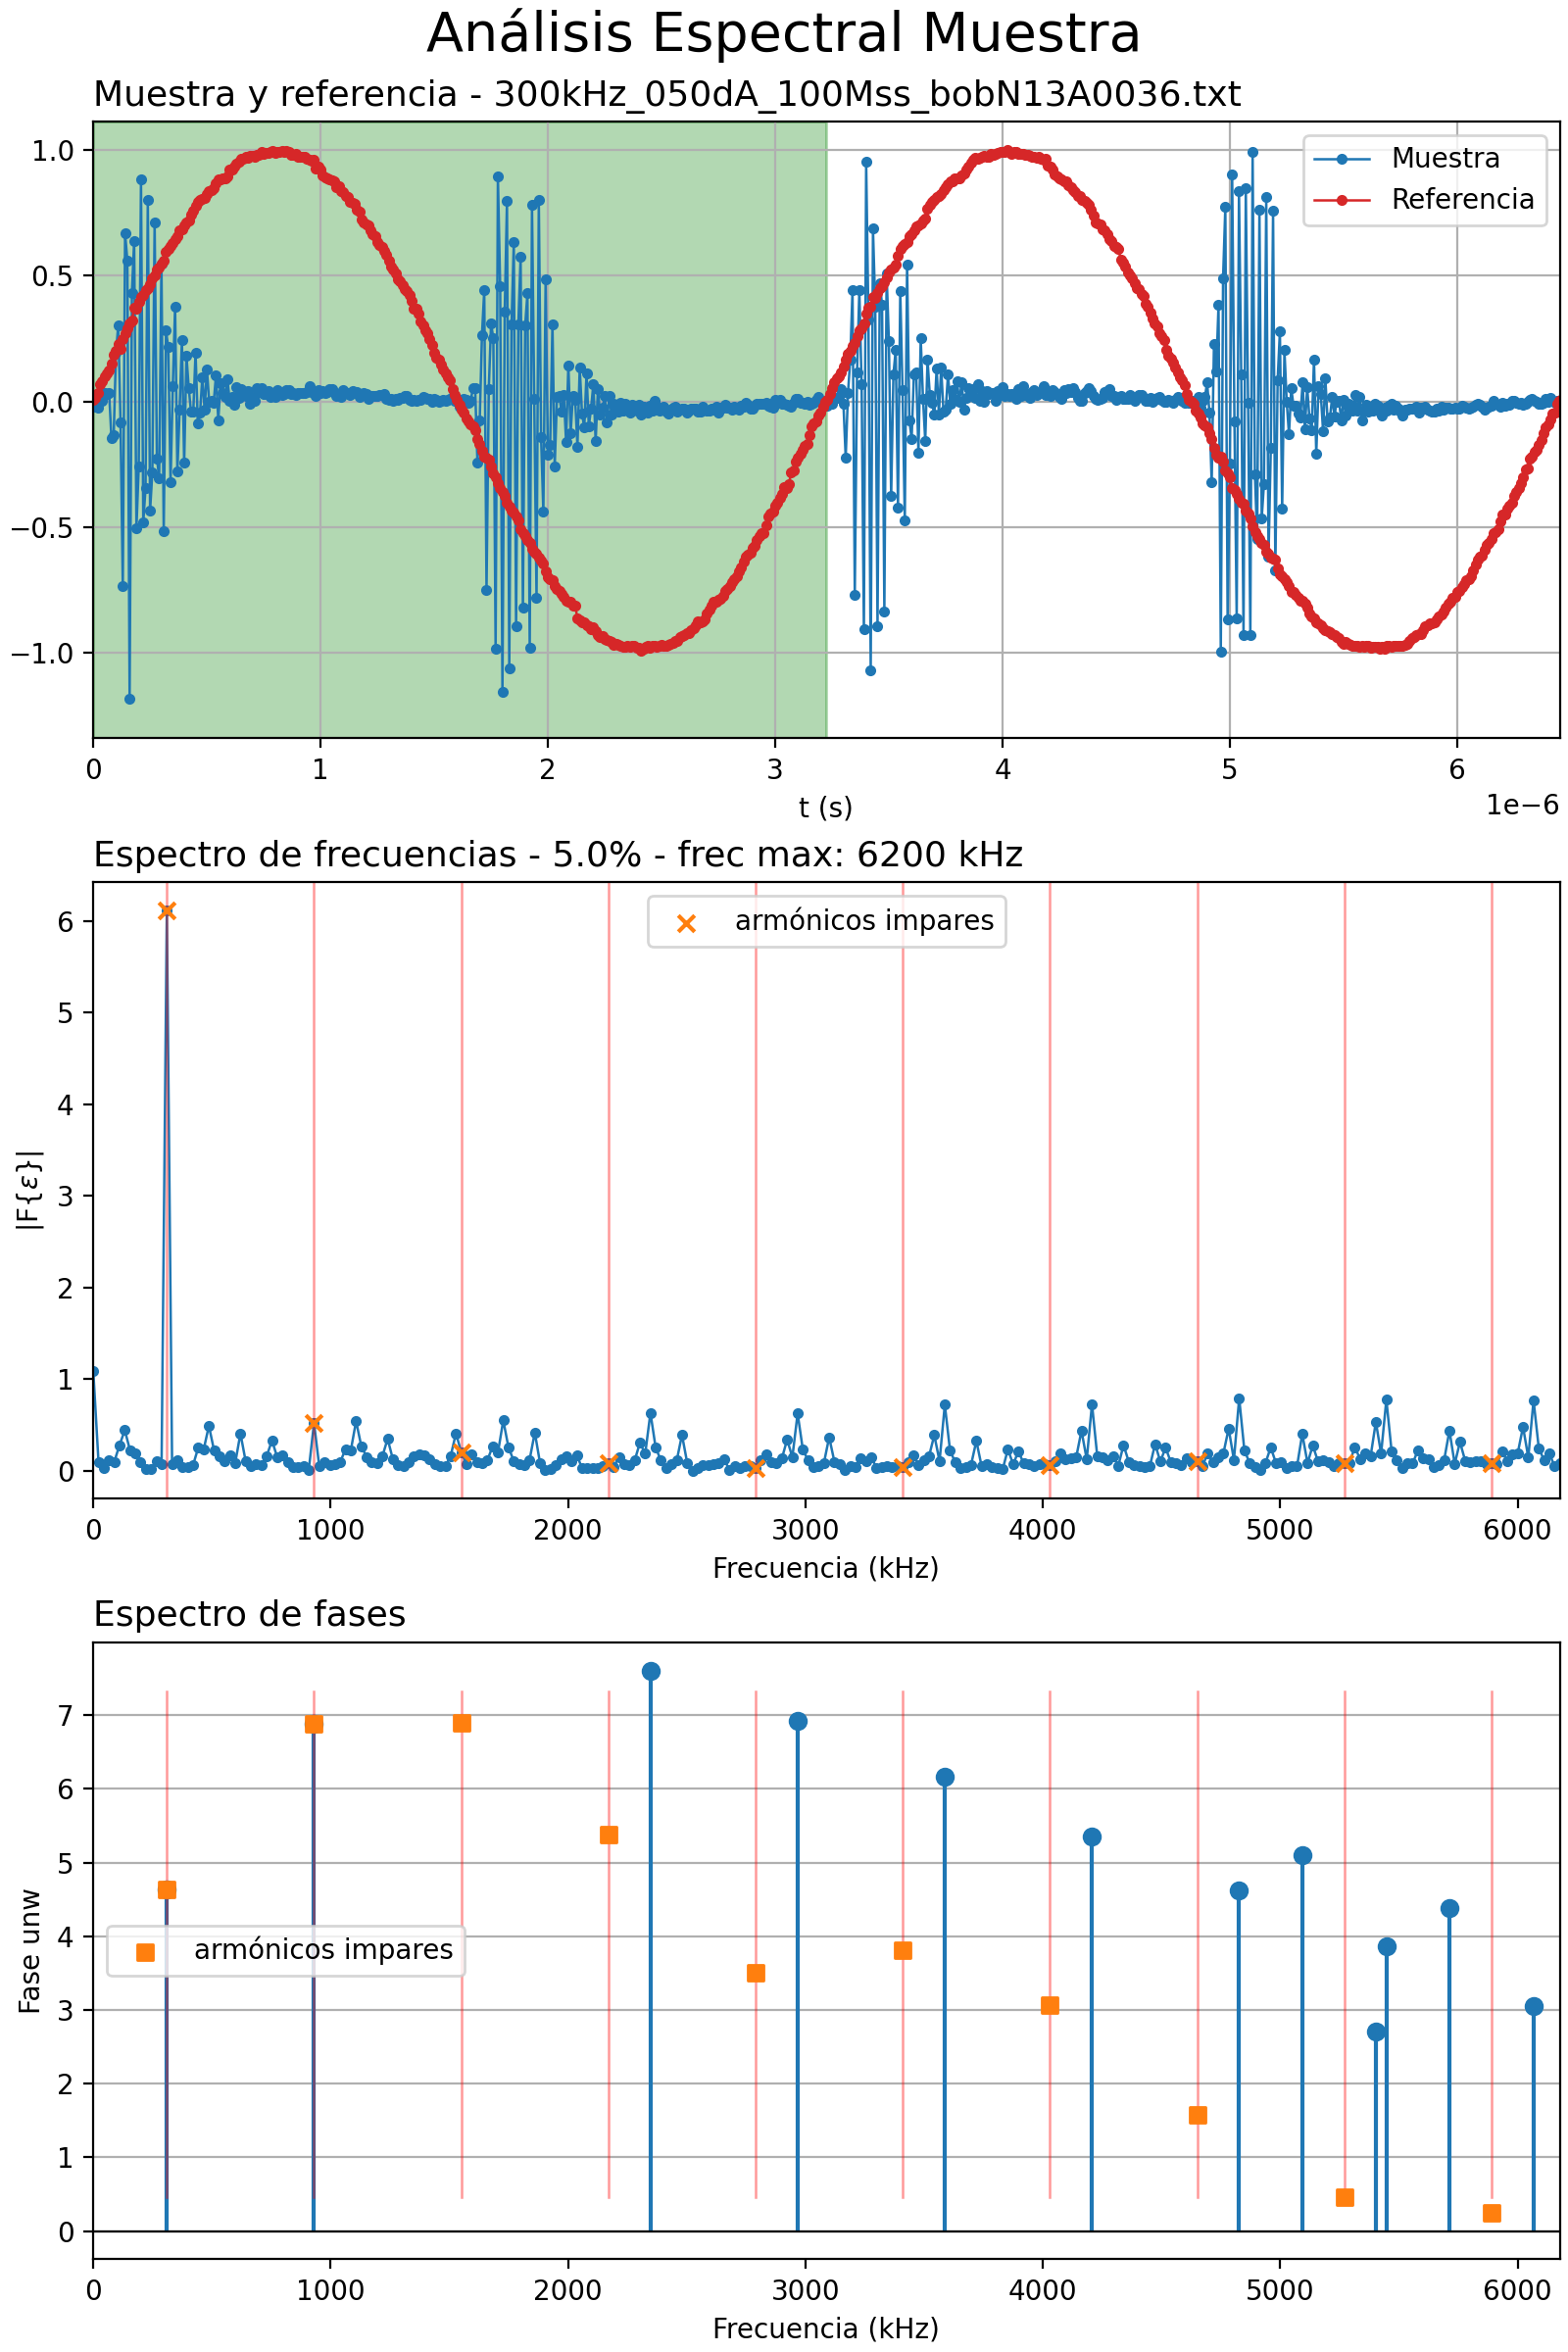 Análisis Espectral Muestra
Muestra y referencia - 300kHz_050dA_100Mss_bobN13A0036.txt
1.0
0.5
0.0
−0.5
−1.0
Muestra
Referencia
0 1 2 3 4 5 6
t (s)
1e−6
Espectro de frecuencias - 5.0% - frec max: 6200 kHz
|F{ε}|
6
5
4
3
2
1
0
armónicos impares
0 1000 2000 3000 4000 5000 6000
Frecuencia (kHz)
Espectro de fases
Fase unw
7
6
5
4
3
2
1
0
armónicos impares
0 1000 2000 3000 4000 5000 6000
Frecuencia (kHz)